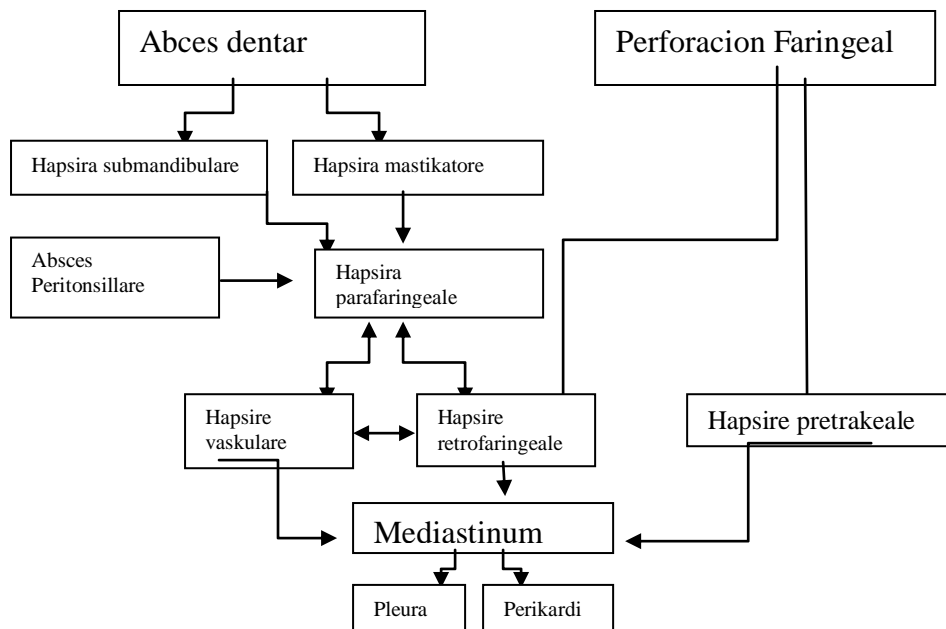 Abces dentar
Perforacion Faringeal
Hapsira submandibulare
Hapsira mastikatore
Absces
Peritonsillare
Hapsira
parafaringeale
Hapsire
vaskulare
Hapsire
retrofaringeale
Hapsire pretrakeale
Mediastinum
Pleura
Perikardi